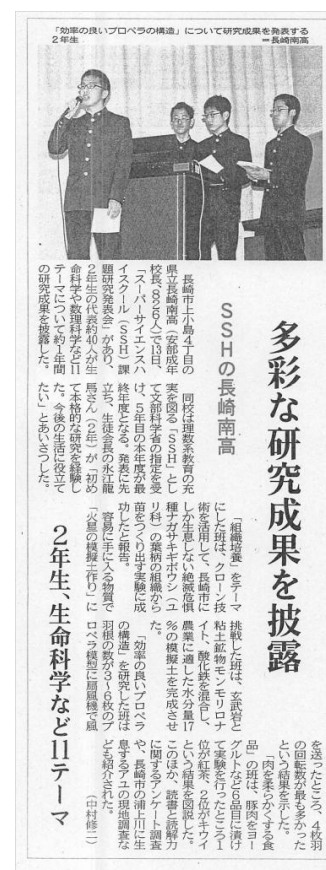 「効率の良いプロペラの構造」について研究成果を発表する
２年生　＝長崎南高
多彩な研究成果を披露
ＳＳＨの長崎南高
２年生、生命科学など11テーマ
長崎市上小島４丁目の
県立長崎南高（安部成年
校長、826人）で13日、
「スーパーサイエンスハ
イスクール（ＳＳＨ）課
題研究発表会」があり、
２年生の代表約40人が生
命科学や数理科学など11
テーマについて約１年間
の研究成果を披露した。
同校は理数系教育の充
実を図る「ＳＳＨ」とし
て文部科学省の指定を受
け、５年目の本年度が最
終年度となる。発表に先
立ち、生徒会長の永江龍
馬さん（２年）が「初め
て本格的な研究を経験し
た。今後の生活に役立て
たい」とあいさつした。
「組織培養」をテーマ
にした班は、クローン技
術を活用して、長崎市に
しか生息しない絶滅危惧
種ナガサキギボウシ（ユ
リ科）の葉柄の組織から
苗をつくり出す実験に成
功したと報告。
容易に手に入る物質で
「火星の模擬土作り」に
挑戦した班は、玄武岩と
粘土鉱物モンモリロナ
イト、酸化鉄を混合し、
農業に適した水分量17
％の模擬土を完成させ
た。
「効率の良いプロペラ
の構造」を研究した班は
羽根の数が３～６枚のプ
ロペラ模型に扇風機で風
を送ったところ、４枚羽
の回転数が最も多かった
という結果を示した。
「肉を柔らかくする食
品」の班は、豚肉をヨー
グルトなど６品目に漬け
て実験を行ったところ１
位が紅茶、２位がキウイ
という結果を図説した。
このほか、読書と読解力
に関するアンケート調査
や、長崎市の浦上川に生
息するアユの現地調査な
ども紹介された。
（中村修二）